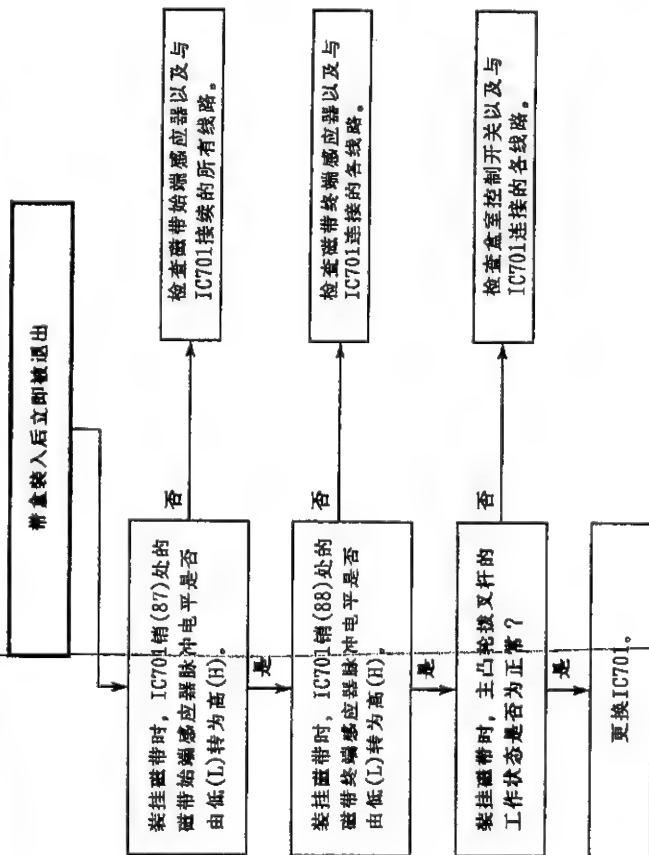 带盒装入后立即被退出
装挂磁带时，IC701销(87)处的
磁带始端感应器脉冲电平是否
由低(L)转为高(H)。
否
检查磁带始端感应器以及与
IC701接续的所有线路。
是
装挂磁带时，IC701销(88)处的
磁带终端感应器脉冲电平是否
由低(L)转为高(H)。
否
检查磁带终端感应器以及与
IC701连接的各线路。
是
装挂磁带时，主凸轮拨叉杆的
工作状态是否为正常？
否
检查盒室控制开关以及与
IC701连接的各线路。
是
更换IC701。